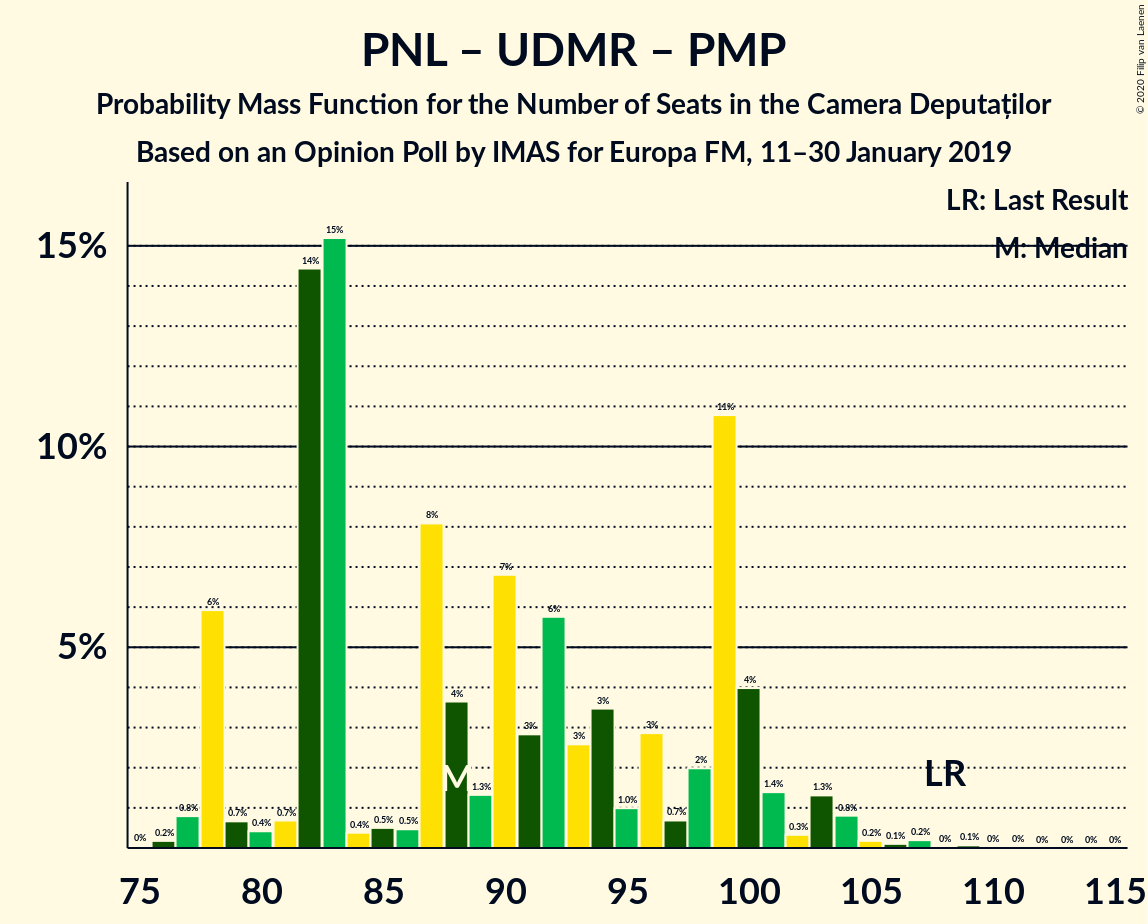 © 2020 Filip van Laenen
PNL – UDMR – PMP
Probability Mass Function for the Number of Seats in the Camera Deputaților
Based on an Opinion Poll by IMAS for Europa FM, 11–30 January 2019
LR: Last Result
M: Median
15%
10%
5%
0% 0.2% 0.8% 6% 0.7% 0.4% 0.7% 14% 15% 0.4% 0.5% 0.5% 8% 4% 1.3% 7% 3% 6% 3% 3% 1.0% 3% 0.7% 2% 11% 4% 1.4% 0.3% 1.3% 0.8% 0.2% 0.1% 0.2% 0% 0.1% 0% 0% 0% 0% 0% 0%
M LR
75 80 85 90 95 100 105 110 115